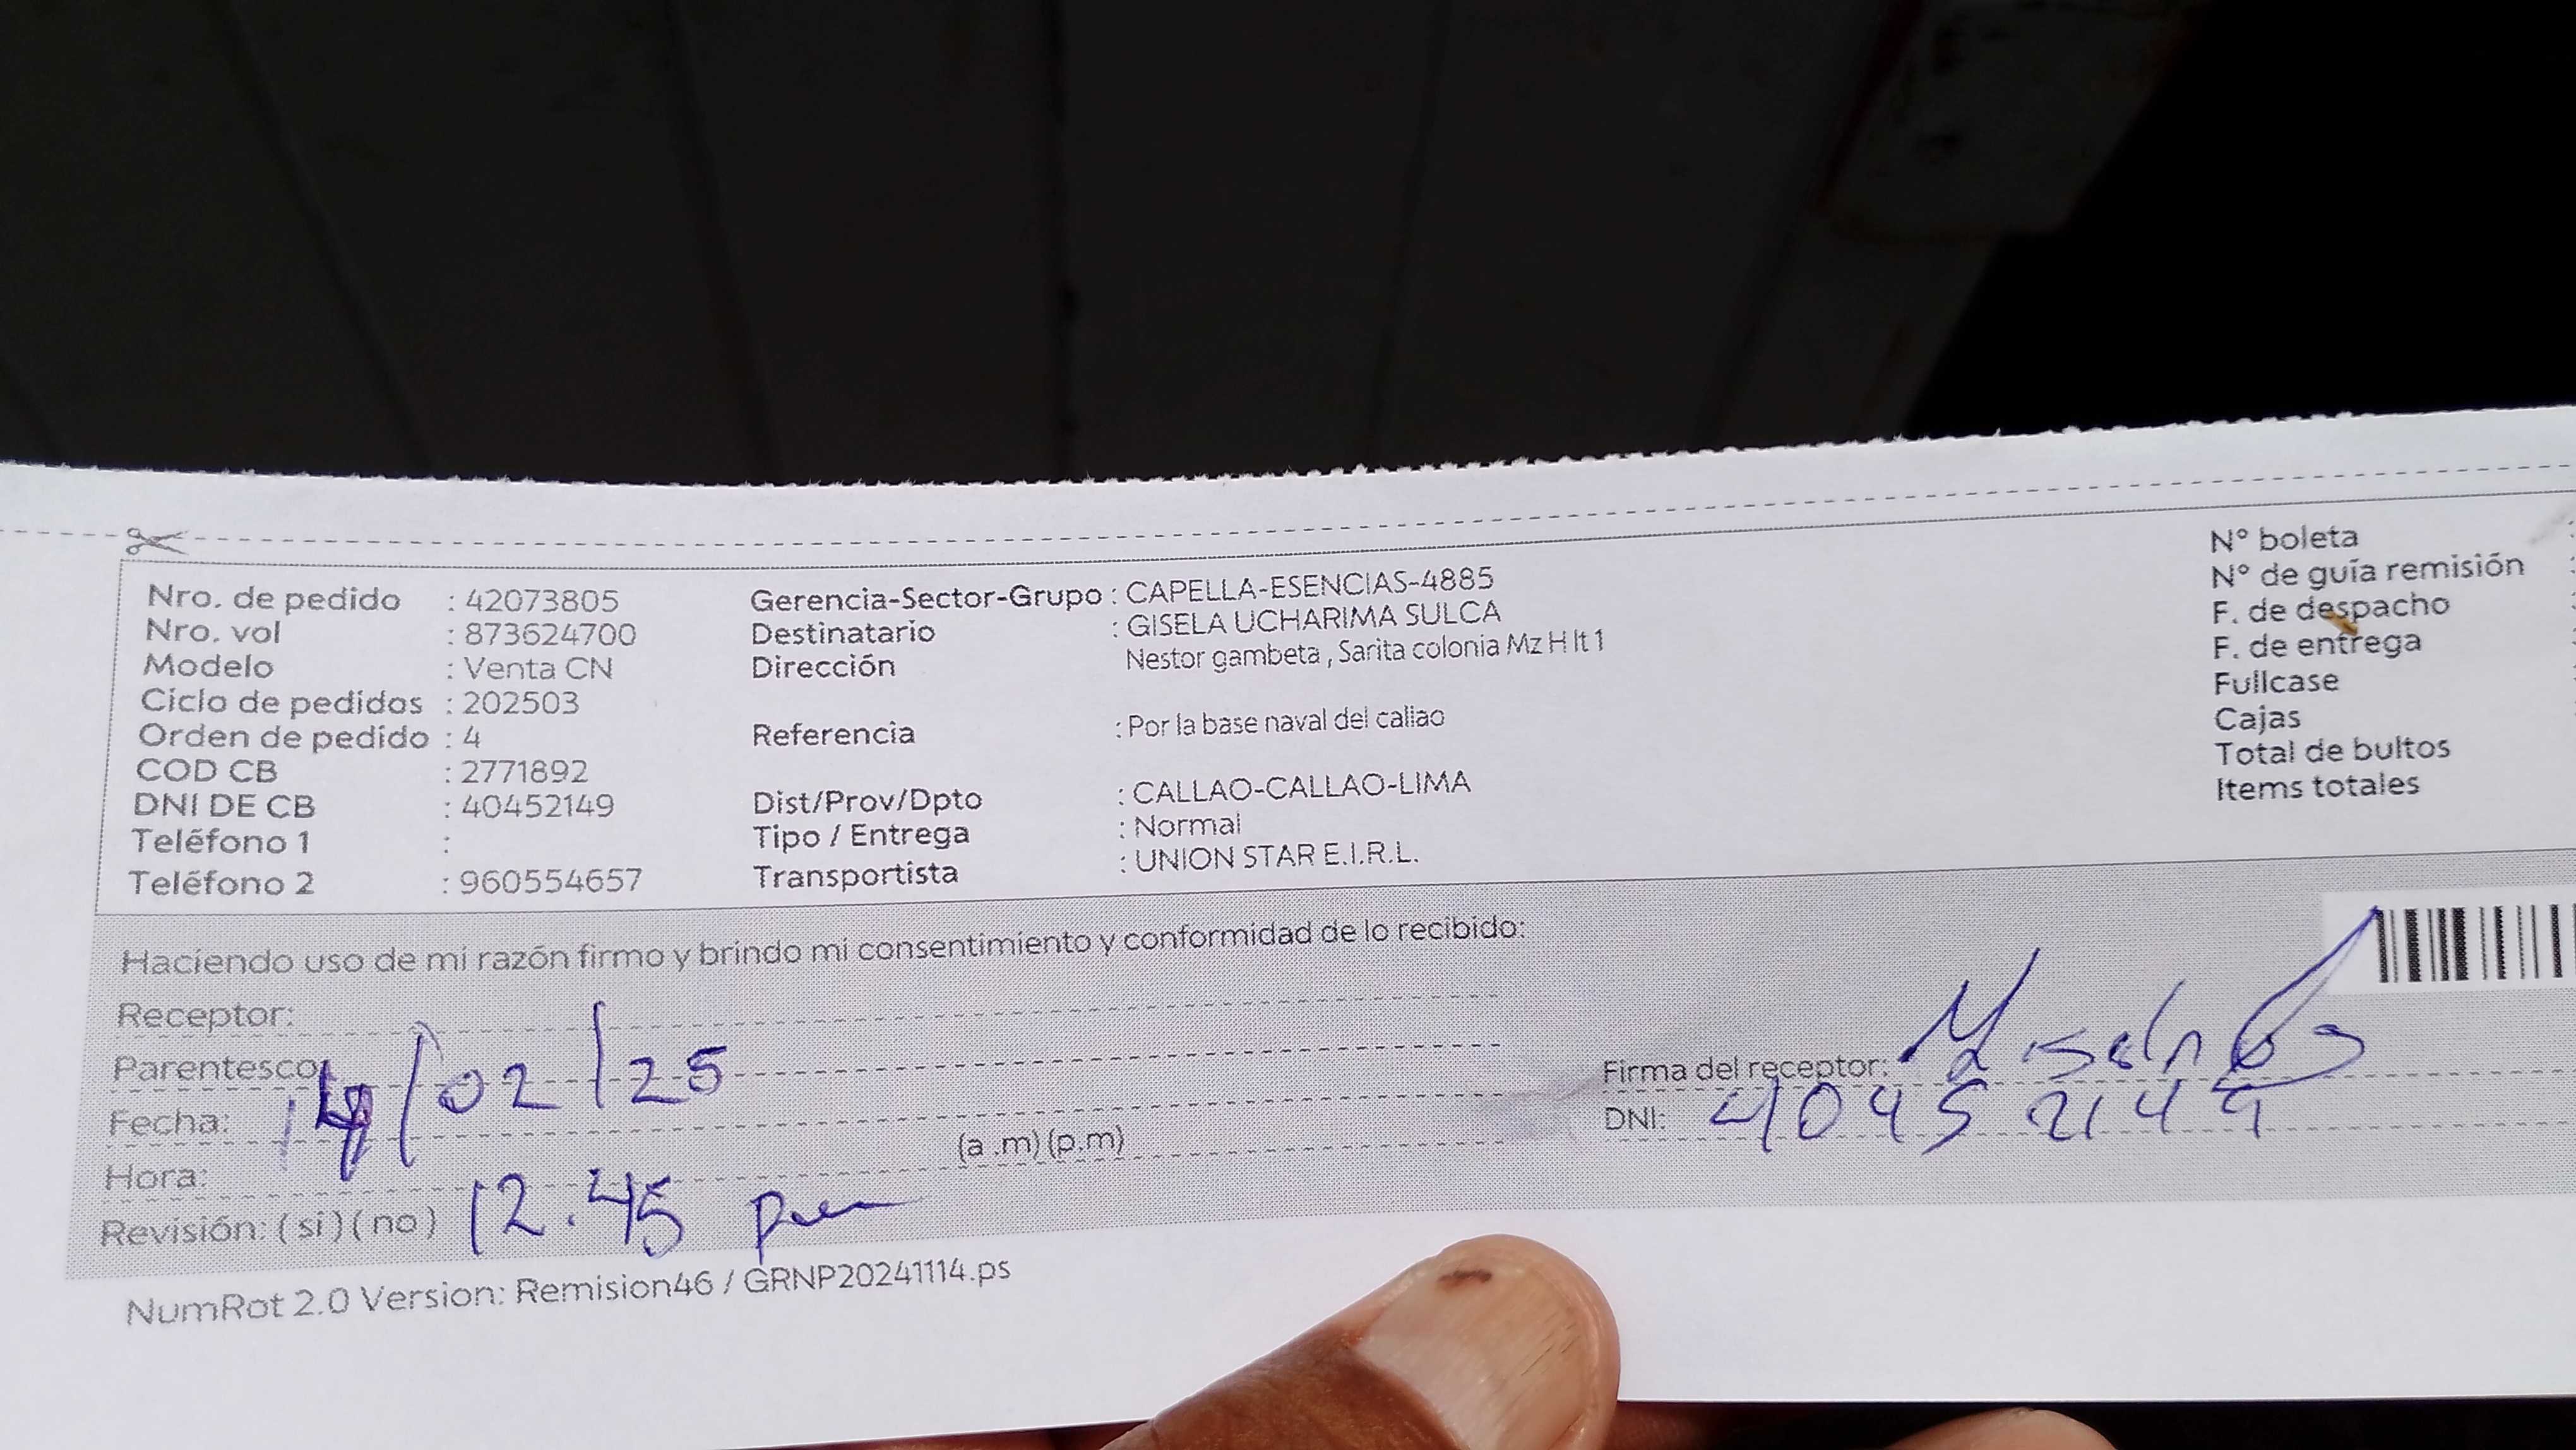 Nro. de pedido : 42073805
Nro. vol : 873624700
Modelo : Venta CN
Ciclo de pedidos : 202503
Orden de pedido : 4
COD CB : 2771892
DNI DE CB : 40452149
Teléfono 1 :
Teléfono 2 : 960554657
Gerencia-Sector-Grupo : CAPELLA-ESENCIAS-4885
Destinatario : GISELA UCHARIMA SULCA
Dirección Nestor gambeta , Sarita colonia Mz H lt 1
Referencia : Por la base naval del callao
Dist/Prov/Dpto : CALLAO-CALLAO-LIMA
Tipo / Entrega : Normal
Transportista : UNION STAR E.I.R.L.
N° boleta
N° de guía remisión
F. de despacho
F. de entrega
Fullcase
Cajas
Total de bultos
Items totales
Haciendo uso de mi razón firmo y brindo mi consentimiento y conformidad de lo recibido:
Receptor:
Parentesco:
Fecha: 14/02/25
Hora: (a .m) (p.m)
Revisión: ( si ) ( no ) 12.45 pm
Firma del receptor:
DNI: 40452149
NumRot 2.0 Version: Remision46 / GRNP20241114.ps